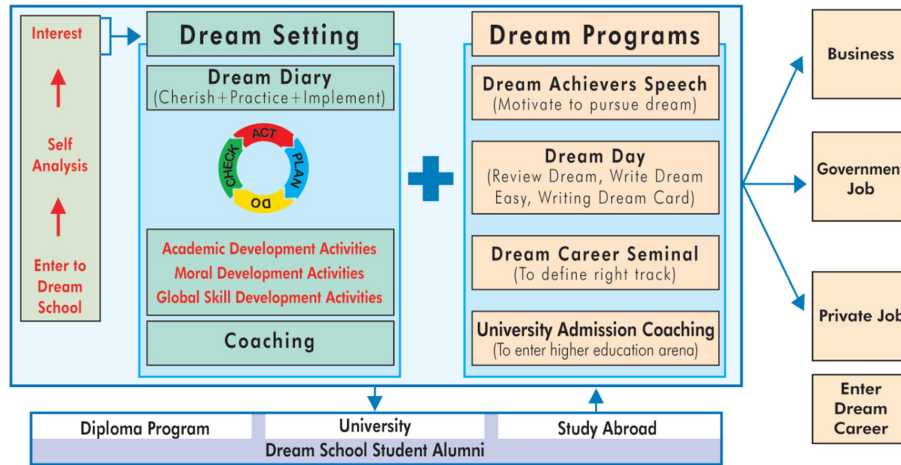 Interest
Self
Analysis
Enter to
Dream
School
Dream Setting
Dream Diary
(Cherish+Practice+Implement)
ACT
PLAN
DO
CHECK
Academic Development Activities
Moral Development Activities
Global Skill Development Activities
Coaching
Dream Programs
Dream Achievers Speech
(Motivate to pursue dream)
Dream Day
(Review Dream, Write Dream
Easy, Writing Dream Card)
Dream Career Seminal
(To define right track)
University Admission Coaching
(To enter higher education arena)
Business
Government
Job
Private Job
Enter
Dream
Career
Diploma Program
University
Study Abroad
Dream School Student Alumni